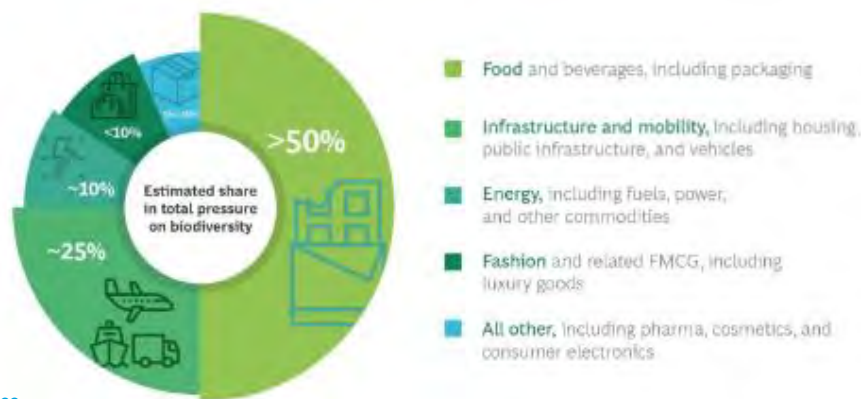 >50%
<10%
~10%
~25%
Estimated share
in total pressure
on biodiversity
Food and beverages, including packaging
Infrastructure and mobility, including housing,
public infrastructure, and vehicles
Energy, including fuels, power,
and other commodities
Fashion and related FMCG, including
luxury goods
All other, including pharma, cosmetics, and
consumer electronics